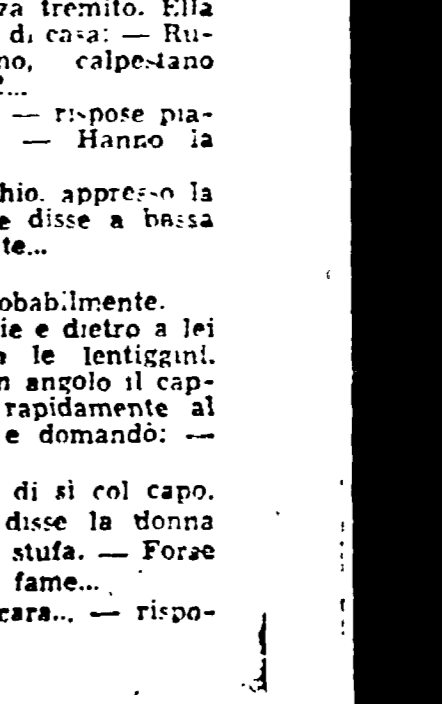 za tremito. Ella
di casa: — Ru-
no, calpestano
?...
— rispose pia-
— Hanno la
hio. appresso la
e disse a bassa
te...
obabilmente.
ie e dietro a lei
a le lentiggini.
n angolo il cap-
rapidamente al
e domandò: —
di sì col capo.
disse la donna
stufa. — Forse
fame...
cara... — rispo-